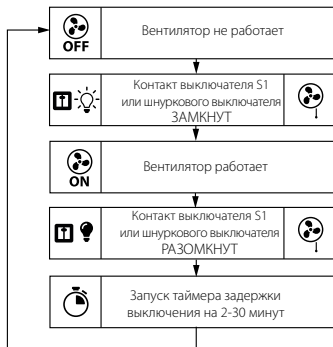 OFF
Вентилятор не работает
Контакт выключателя S1
или шнуркового выключателя
ЗАМКНУТ
ON
Вентилятор работает
Контакт выключателя S1
или шнуркового выключателя
РАЗОМКНУТ
Запуск таймера задержки
выключения на 2-30 минут